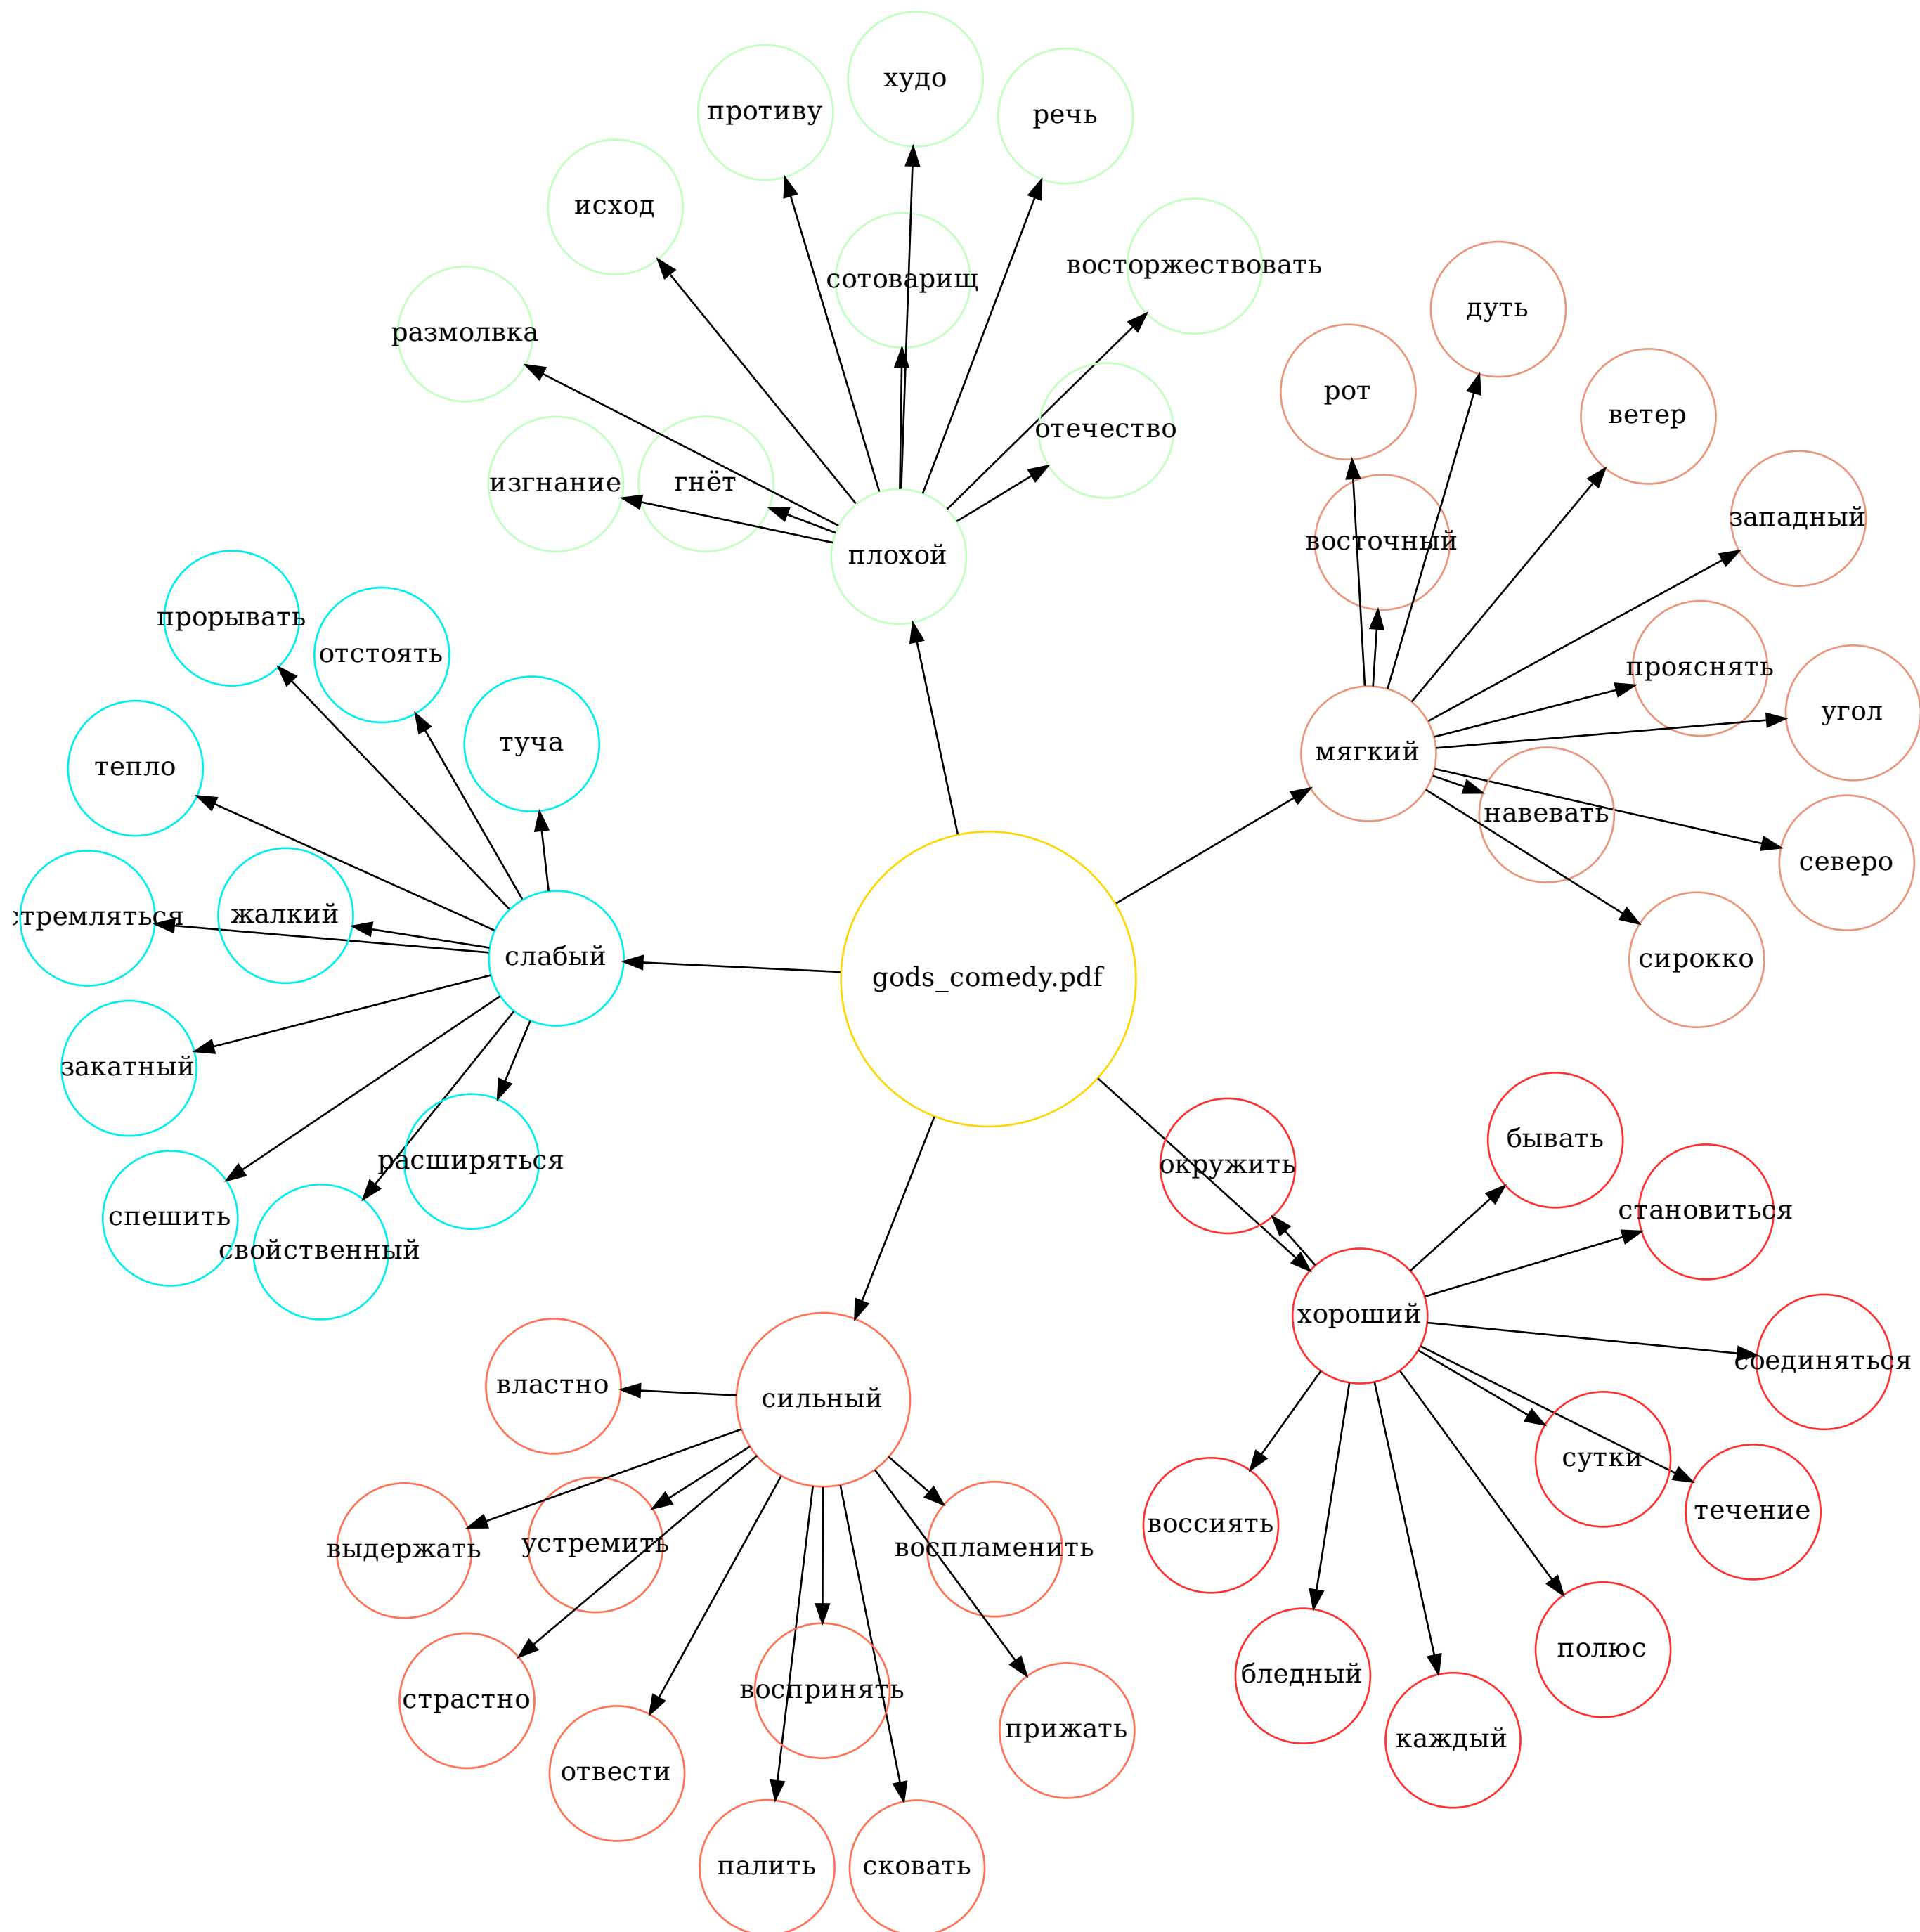 худо
противу
речь
исход
восторжествовать
сотоварищ
дуть
размолвка
рот
ветер
отечество
изгнание
гнёт
западный
восточный
плохой
прорывать
отстоять
прояснять
угол
туча
мягкий
тепло
навевать
северо
стремляться
жалкий
слабый
сирокко
gods_comedy.pdf
закатный
бывать
расширяться
окружить
спешить
становиться
свойственный
хороший
соединяться
властно
сильный
сутки
течение
воссиять
выдержать
устремить
воспламенить
полюс
бледный
воспринять
страстно
прижать
каждый
отвести
палить
сковать